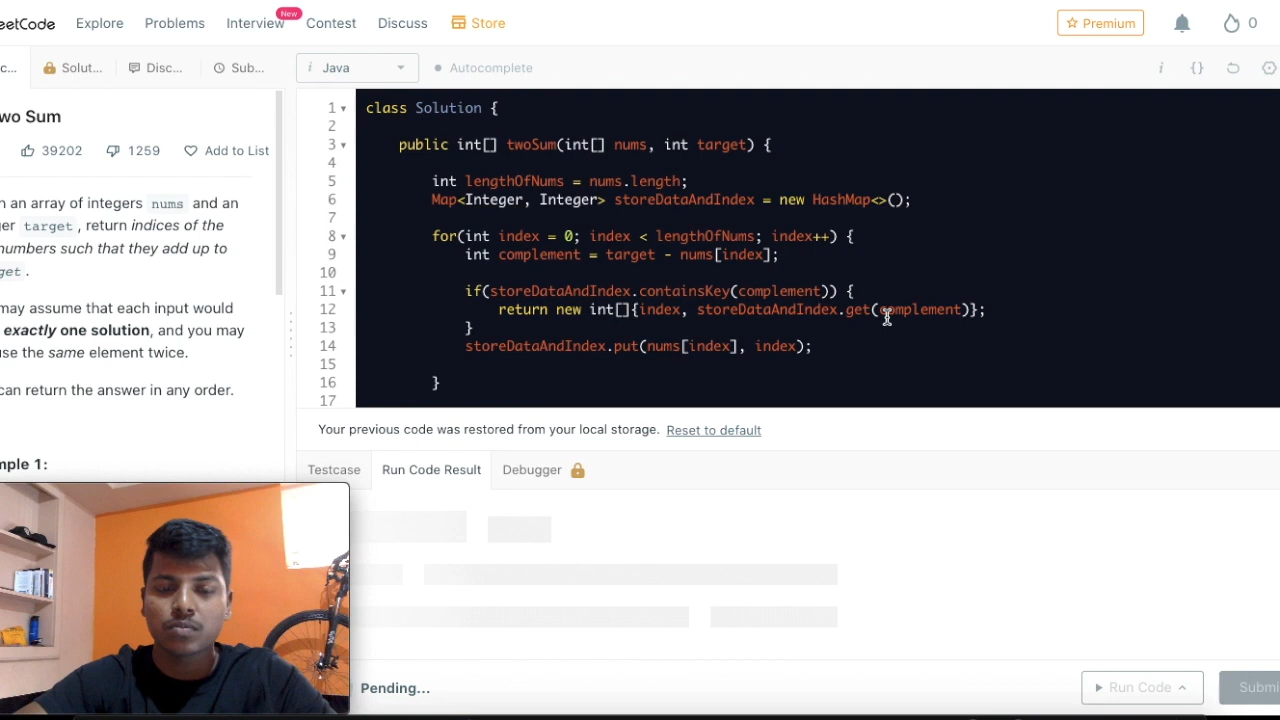 eetCode Explore Problems Interview New Contest Discuss Store Premium 0
c... Solut... Disc... Sub... i Java Autocomplete i {}
wo Sum
39202 1259 Add to List
n an array of integers nums and an
ger target , return indices of the
numbers such that they add up to
get .
may assume that each input would
exactly one solution, and you may
use the same element twice.
can return the answer in any order.
mple 1:
1 class Solution {
2
3 public int[] twoSum(int[] nums, int target) {
4
5 int lengthOfNums = nums.length;
6 Map<Integer, Integer> storeDataAndIndex = new HashMap<>();
7
8 for(int index = 0; index < lengthOfNums; index++) {
9 int complement = target - nums[index];
10
11 if(storeDataAndIndex.containsKey(complement)) {
12 return new int[]{index, storeDataAndIndex.get(complement)};
13 }
14 storeDataAndIndex.put(nums[index], index);
15
16 }
17
Your previous code was restored from your local storage. Reset to default
Testcase Run Code Result Debugger
Pending... Run Code Submi